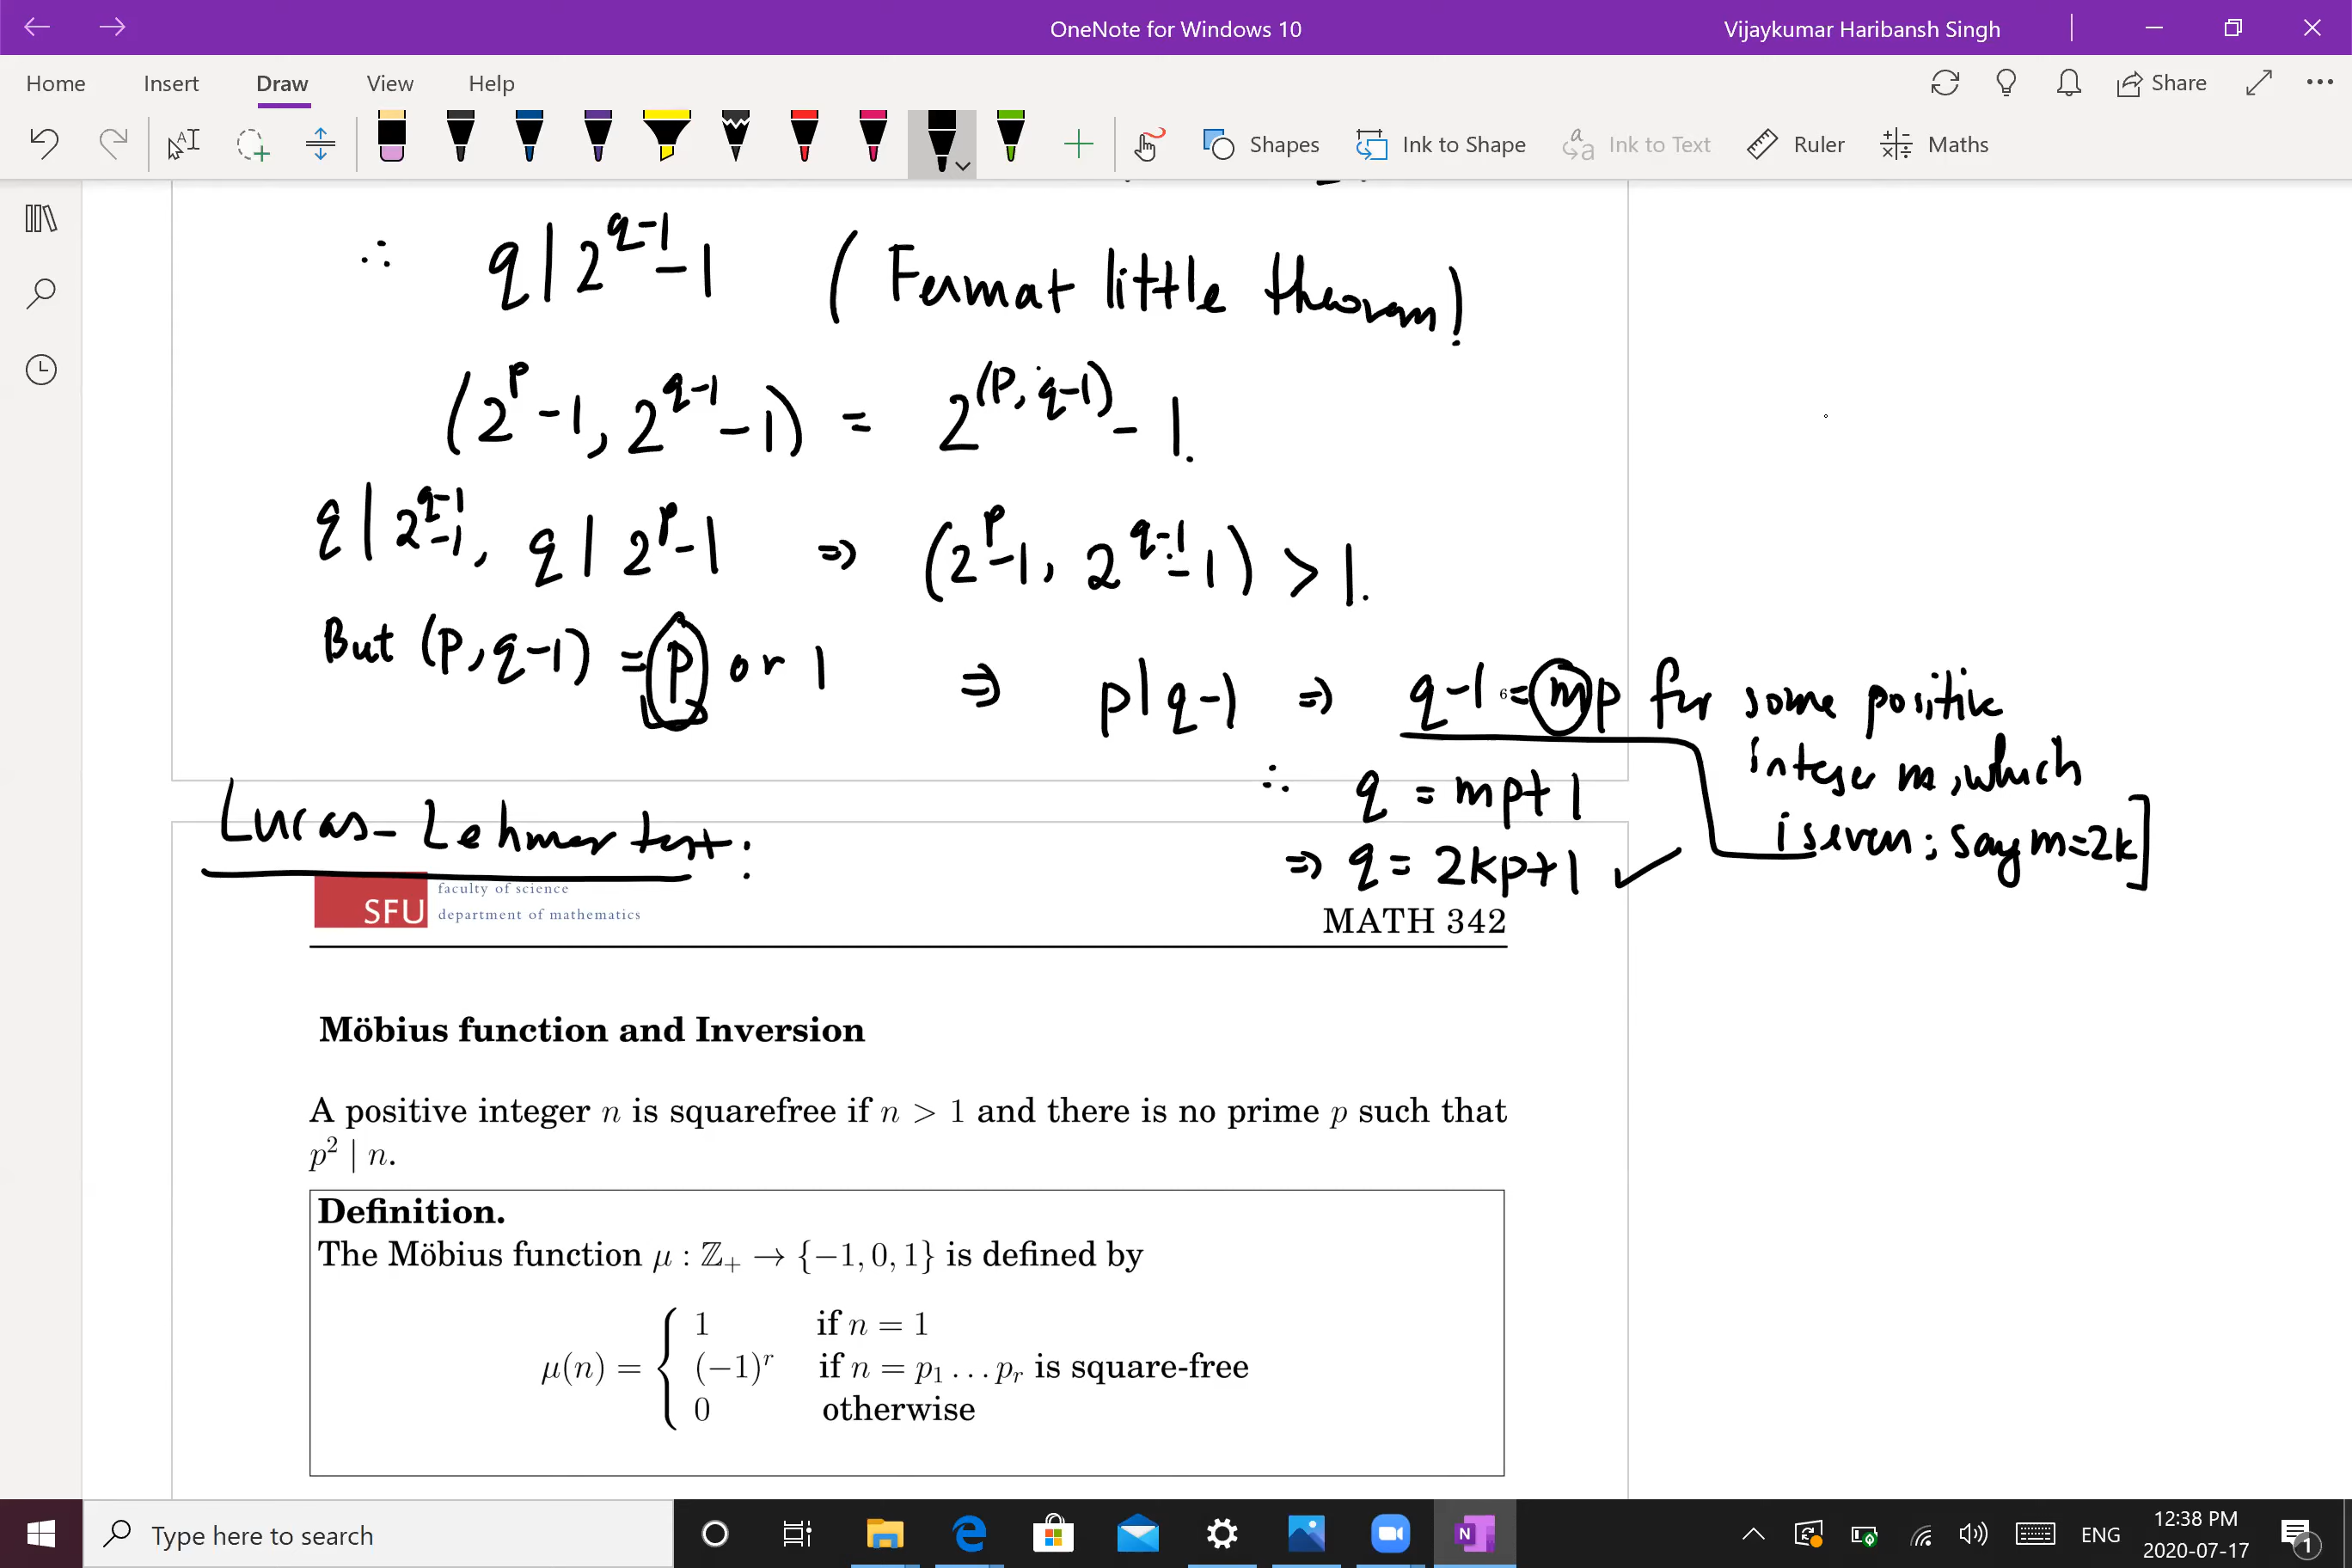 OneNote for Windows 10
Vijaykumar Haribansh Singh
Home Insert Draw View Help
Share
Shapes Ink to Shape Ink to Text Ruler Maths
∴ q | 2^{q-1} - 1 ( Fermat little theoram )
(2^p - 1, 2^{q-1} - 1) = 2^{(p, q-1)} - 1.
q | 2^{q-1} - 1, q | 2^p - 1 ⇒ (2^p - 1, 2^{q-1} - 1) > 1.
But (p, q-1) = p or 1 ⇒ p | q-1 ⇒ q-1 = mp for some positive
integer m, which
is even; say m = 2k]
∴ q = mp + 1
⇒ q = 2kp + 1 ✓
6
Lucas-Lehmer test:
SFU
faculty of science
department of mathematics
MATH 342
Möbius function and Inversion
A positive integer n is squarefree if n > 1 and there is no prime p such that
p² | n.
Definition.
The Möbius function μ : ℤ₊ → {−1, 0, 1} is defined by
μ(n) = { 1 if n = 1
(−1)^r if n = p₁ … pᵣ is square-free
0 otherwise
Type here to search
ENG
12:38 PM
2020-07-17
1